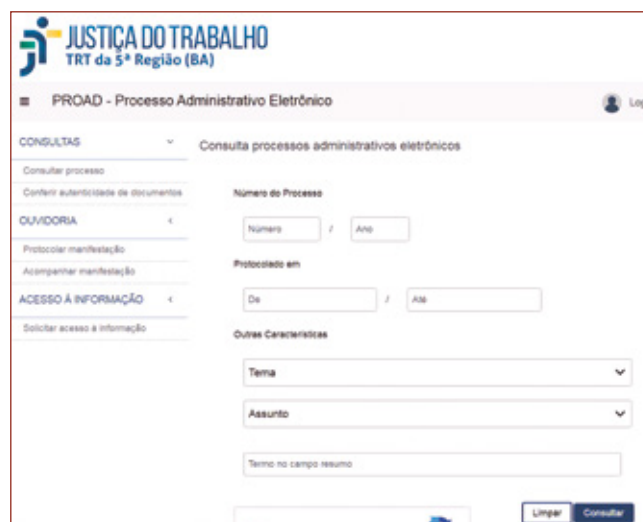 JUSTIÇA DO TRABALHO
TRT da 5ª Região (BA)
PROAD - Processo Administrativo Eletrônico
Log
CONSULTAS
Consultar processo
Conferir autenticidade de documentos
OUVIDORIA
Protocolar manifestação
Acompanhar manifestação
ACESSO À INFORMAÇÃO
Solicitar acesso à informação
Consulta processos administrativos eletrônicos
Número do Processo
Número / Ano
Protocolado em
De / Até
Outras Características
Tema
Assunto
Termo no campo resumo
Limpar Consultar